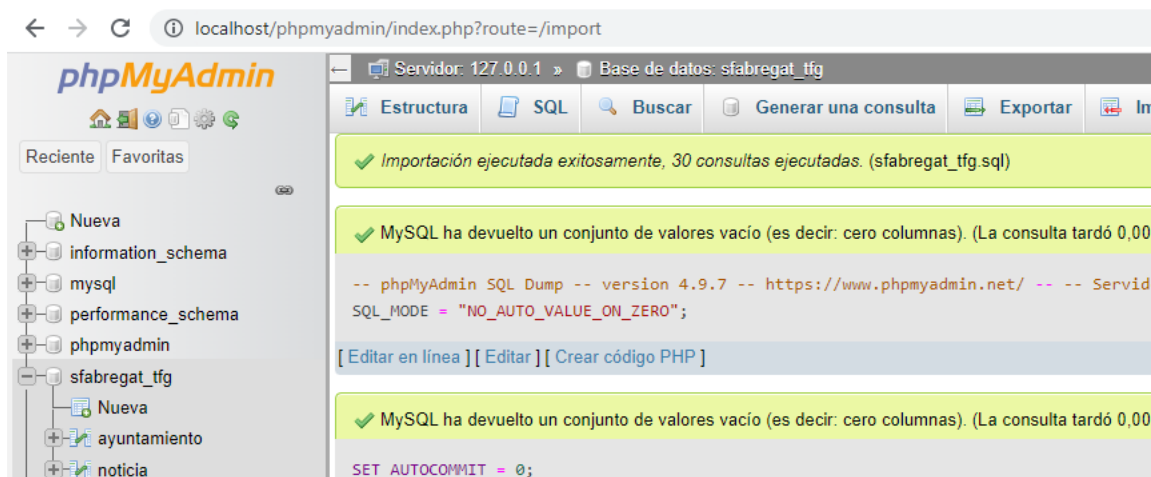 localhost/phpmyadmin/index.php?route=/import
phpMyAdmin
Reciente Favoritas
Nueva
information_schema
mysql
performance_schema
phpmyadmin
sfabregat_tfg
Nueva
ayuntamiento
noticia
Servidor: 127.0.0.1 » Base de datos: sfabregat_tfg
Estructura SQL Buscar Generar una consulta Exportar Im
Importación ejecutada exitosamente, 30 consultas ejecutadas. (sfabregat_tfg.sql)
MySQL ha devuelto un conjunto de valores vacío (es decir: cero columnas). (La consulta tardó 0,00
-- phpMyAdmin SQL Dump -- version 4.9.7 -- https://www.phpmyadmin.net/ -- -- Servid
SQL_MODE = "NO_AUTO_VALUE_ON_ZERO";
[ Editar en línea ] [ Editar ] [ Crear código PHP ]
MySQL ha devuelto un conjunto de valores vacío (es decir: cero columnas). (La consulta tardó 0,00
SET AUTOCOMMIT = 0;